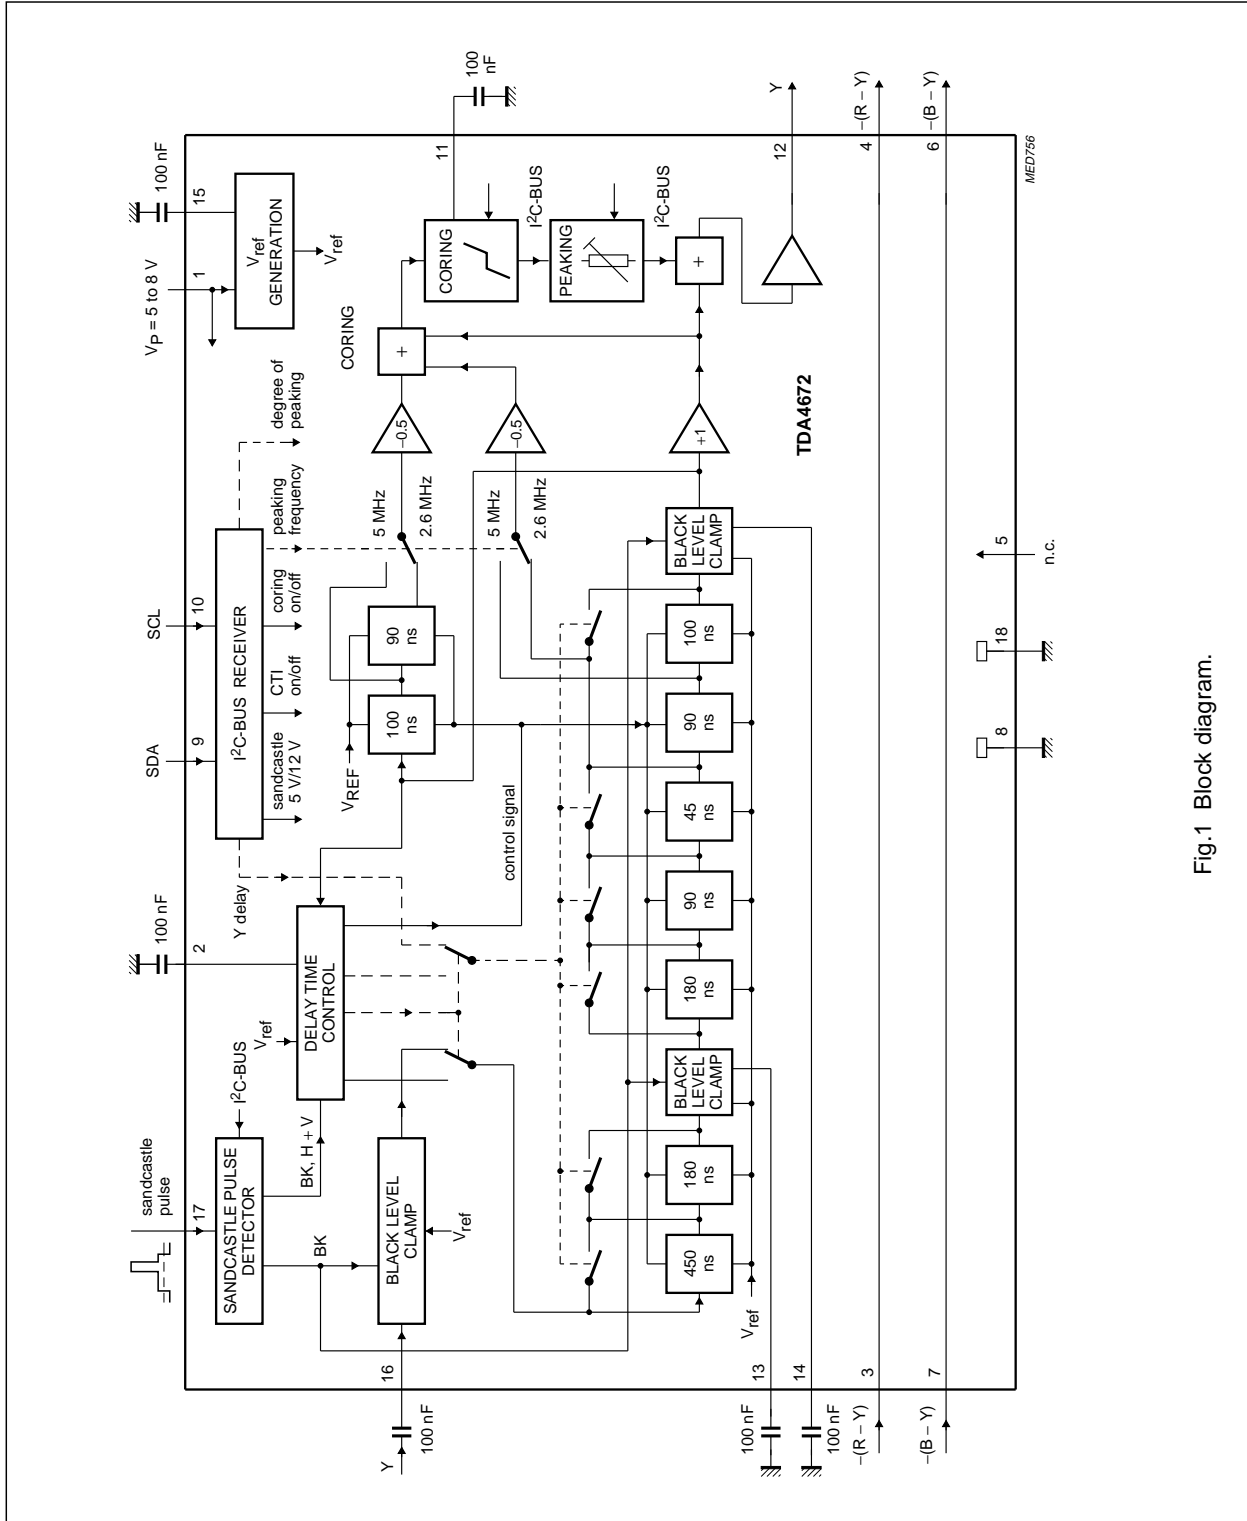 sandcastle
pulse
17
SANDCASTLE PULSE
DETECTOR
I²C-BUS
BK
BK, H + V
100 nF
2
Vref
DELAY TIME
CONTROL
Y delay
SDA
9
SCL
10
I²C-BUS RECEIVER
sandcastle
5 V/12 V
CTI
on/off
coring
on/off
peaking
frequency
degree of
peaking
VP = 5 to 8 V
1
100 nF
15
Vref
GENERATION
Vref
Y
100 nF
16
BLACK LEVEL
CLAMP
Vref
control signal
VREF
100
ns
90
ns
5 MHz
2.6 MHz
−0.5
5 MHz
2.6 MHz
−0.5
CORING
+
CORING
I²C-BUS
11
100
nF
PEAKING
I²C-BUS
+
450
ns
180
ns
BLACK
LEVEL
CLAMP
180
ns
90
ns
45
ns
90
ns
100
ns
BLACK
LEVEL
CLAMP
+1
Vref
12
Y
100 nF
13
100 nF
14
TDA4672
−(R − Y)
3
4
−(R − Y)
−(B − Y)
7
6
−(B − Y)
8
18
5
n.c.
MED756
Fig.1 Block diagram.